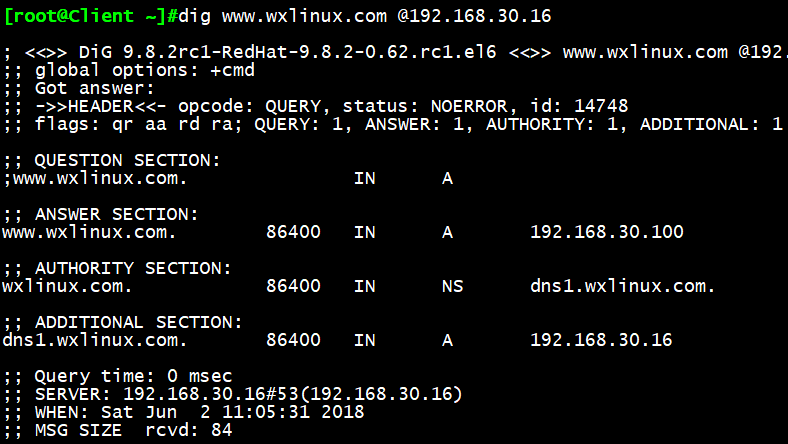 [root@Client ~]#dig www.wxlinux.com @192.168.30.16
; <<>> DiG 9.8.2rc1-RedHat-9.8.2-0.62.rc1.el6 <<>> www.wxlinux.com @192.
;; global options: +cmd
;; Got answer:
;; ->>HEADER<<- opcode: QUERY, status: NOERROR, id: 14748
;; flags: qr aa rd ra; QUERY: 1, ANSWER: 1, AUTHORITY: 1, ADDITIONAL: 1
;; QUESTION SECTION:
;www.wxlinux.com. IN A
;; ANSWER SECTION:
www.wxlinux.com. 86400 IN A 192.168.30.100
;; AUTHORITY SECTION:
wxlinux.com. 86400 IN NS dns1.wxlinux.com.
;; ADDITIONAL SECTION:
dns1.wxlinux.com. 86400 IN A 192.168.30.16
;; Query time: 0 msec
;; SERVER: 192.168.30.16#53(192.168.30.16)
;; WHEN: Sat Jun  2 11:05:31 2018
;; MSG SIZE  rcvd: 84